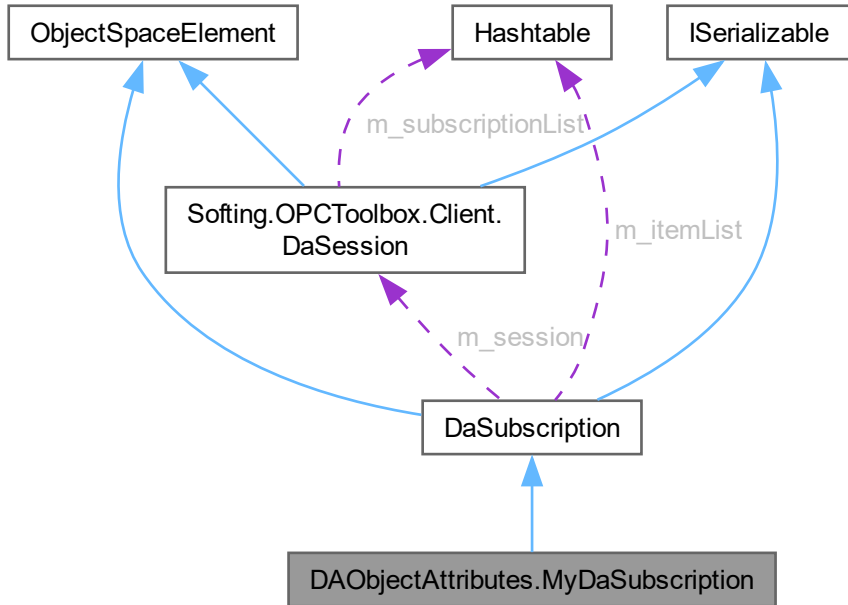 ObjectSpaceElement
Hashtable
ISerializable
m_subscriptionList
Softing.OPCToolbox.Client.
DaSession
m_itemList
m_session
DaSubscription
DAObjectAttributes.MyDaSubscription